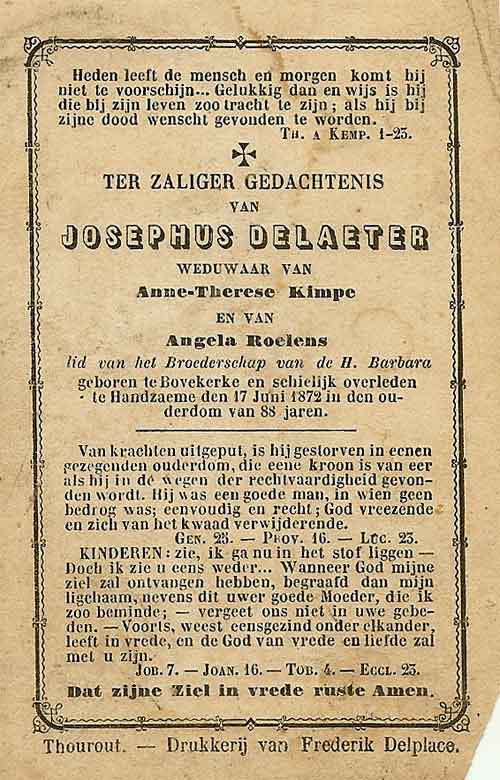 Heden leeft de mensch en morgen komt hij
niet te voorschijn... Gelukkig dan en wijs is hij
die bij zijn leven zoo tracht te zijn; als hij bij
zijne dood wenscht gevonden te worden.
TH. A KEMP. 1-23.
TER ZALIGER GEDACHTENIS
VAN
JOSEPHUS DELAETER
WEDUWAAR VAN
Anne-Therese Kimpe
EN VAN
Angela Roelens
lid van het Broederschap van de H. Barbara
geboren te Bovekerke en schielijk overleden
te Handzaeme den 17 Juni 1872 in den ou-
derdom van 88 jaren.
Van krachten uitgeput, is hij gestorven in eenen
gezegenden ouderdom, die eene kroon is van eer
als hij in de wegen der rechtvaardigheid gevon-
den wordt. Hij was een goede man, in wien geen
bedrog was; eenvoudig en recht; God vreezende
en zich van het kwaad verwijderende.
GEN. 25. — PROV. 16. — LUC. 23.
KINDEREN: zie, ik ga nu in het stof liggen —
Doch ik zie u eens weder... Wanneer God mijne
ziel zal ontvangen hebben, begraafd dan mijn
ligchaam, nevens dit uwer goede Moeder, die ik
zoo beminde; — vergeet ons niet in uwe gebe-
den. — Voorts, weest eensgezind onder elkander,
leeft in vrede, en de God van vrede en liefde zal
met u zijn.
JOB. 7. — JOAN. 16. — TOB. 4. — ECCL. 23.
Dat zijne Ziel in vrede ruste Amen.
Thourout. — Drukkerij van Frederik Delplace.